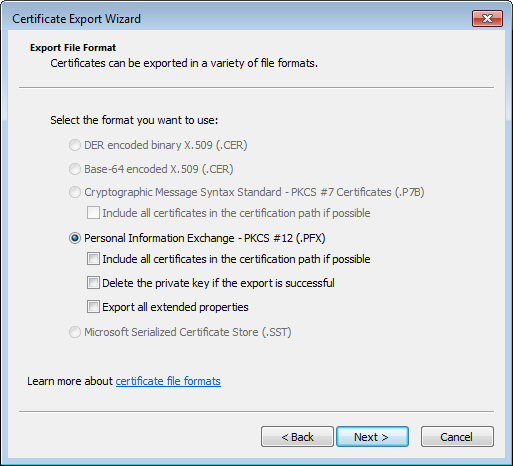 Certificate Export Wizard
Export File Format
Certificates can be exported in a variety of file formats.
Select the format you want to use:
DER encoded binary X.509 (.CER)
Base-64 encoded X.509 (.CER)
Cryptographic Message Syntax Standard - PKCS #7 Certificates (.P7B)
Include all certificates in the certification path if possible
Personal Information Exchange - PKCS #12 (.PFX)
Include all certificates in the certification path if possible
Delete the private key if the export is successful
Export all extended properties
Microsoft Serialized Certificate Store (.SST)
Learn more about certificate file formats
< Back Next > Cancel